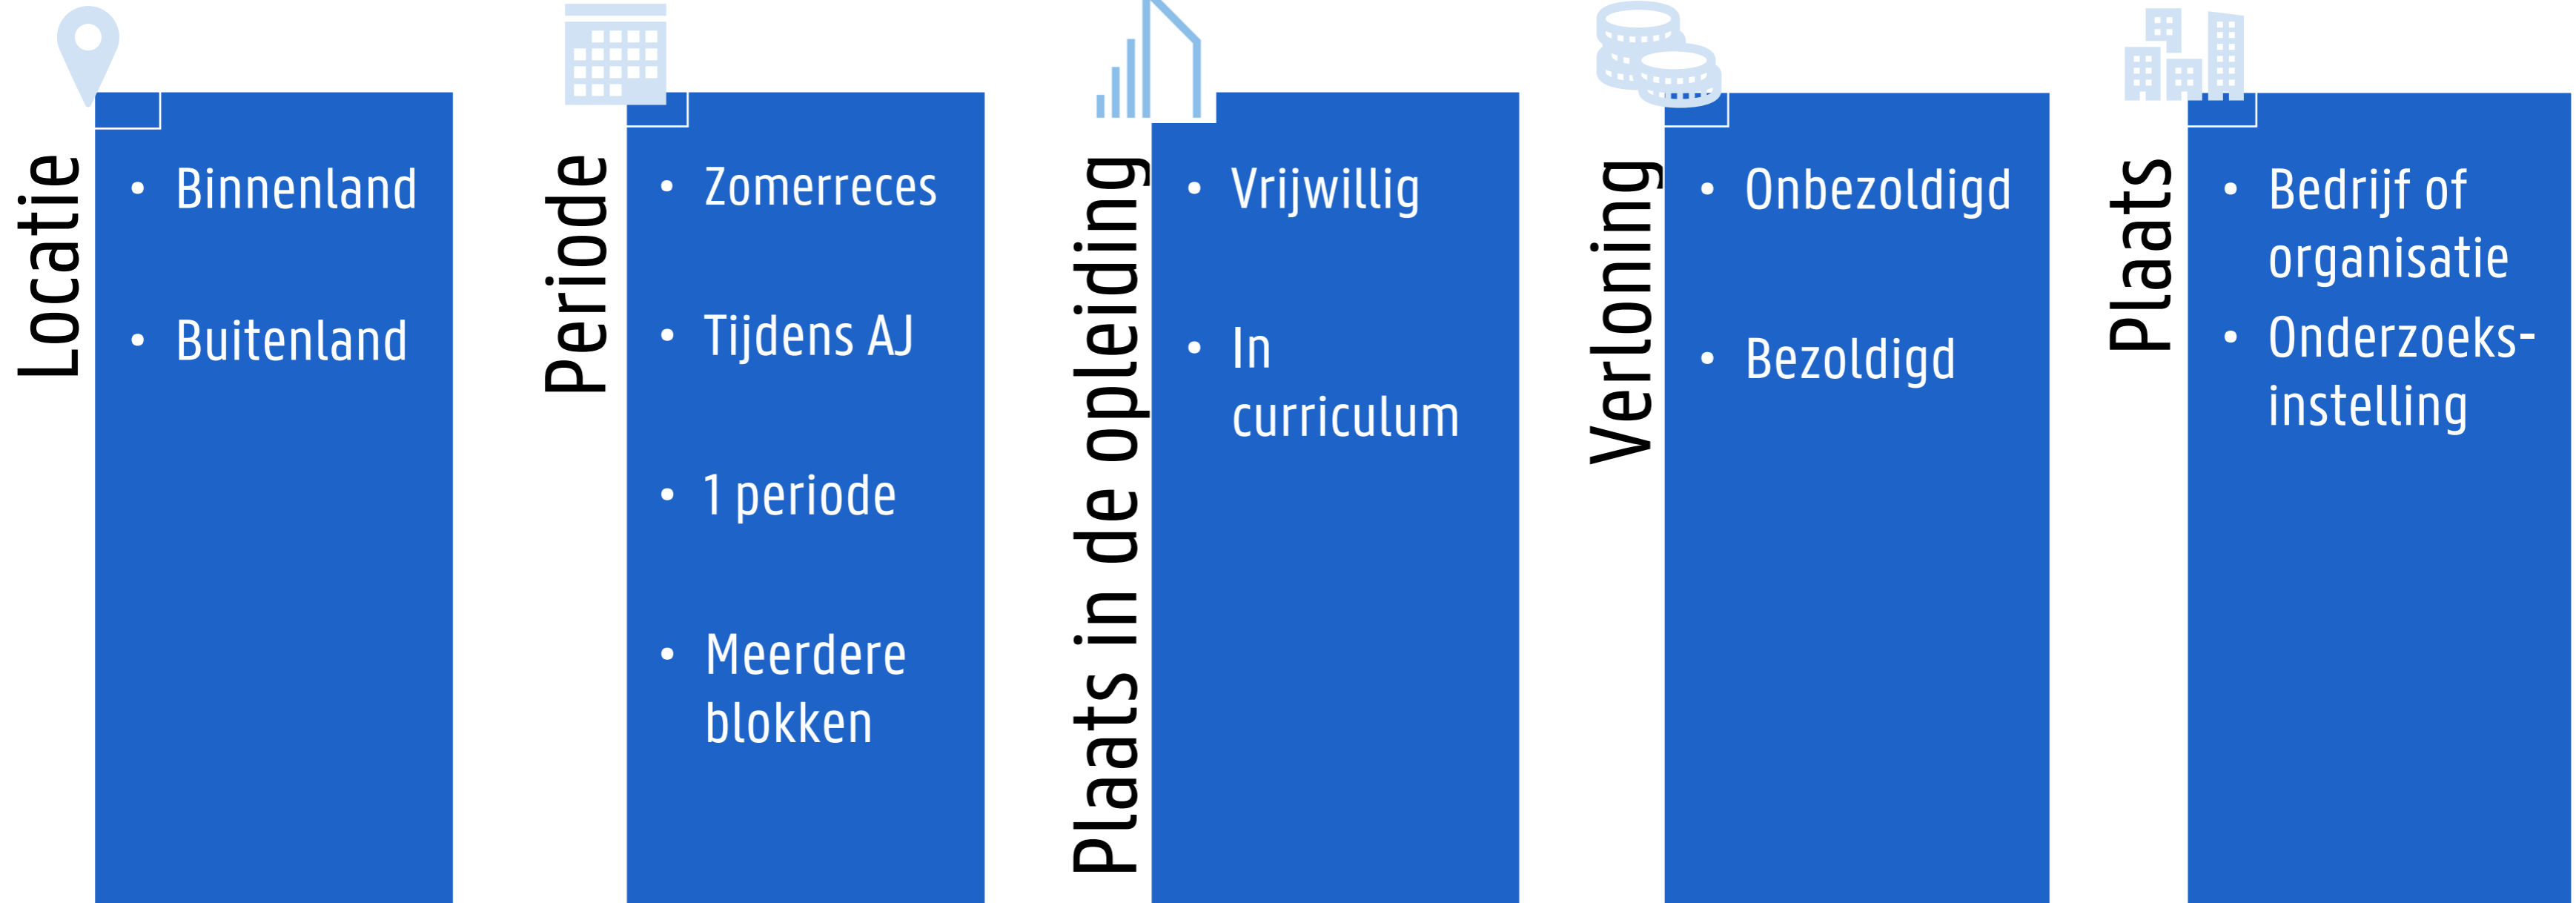 Locatie
• Binnenland
• Buitenland
Periode
• Zomerreces
• Tijdens AJ
• 1 periode
• Meerdere
blokken
Plaats in de opleiding
• Vrijwillig
• In
curriculum
Verloning
• Onbezoldigd
• Bezoldigd
Plaats
• Bedrijf of
organisatie
• Onderzoeks-
instelling